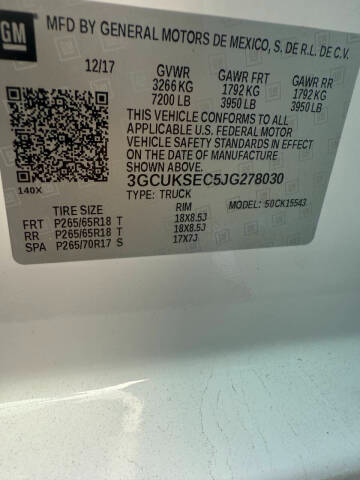 GM
MFD BY GENERAL MOTORS DE MEXICO, S. DE R.L. DE C.V.
12/17 GVWR GAWR FRT GAWR RR
3266 KG 1792 KG 1792 KG
7200 LB 3950 LB 3950 LB
THIS VEHICLE CONFORMS TO ALL
APPLICABLE U.S. FEDERAL MOTOR
VEHICLE SAFETY STANDARDS IN EFFECT
ON THE DATE OF MANUFACTURE
SHOWN ABOVE.
140X
3GCUKSEC5JG278030
TYPE: TRUCK MODEL: 50CK15543
TIRE SIZE RIM
FRT P265/65R18 T 18X8.5J
RR P265/65R18 T 18X8.5J
SPA P265/70R17 S 17X7J